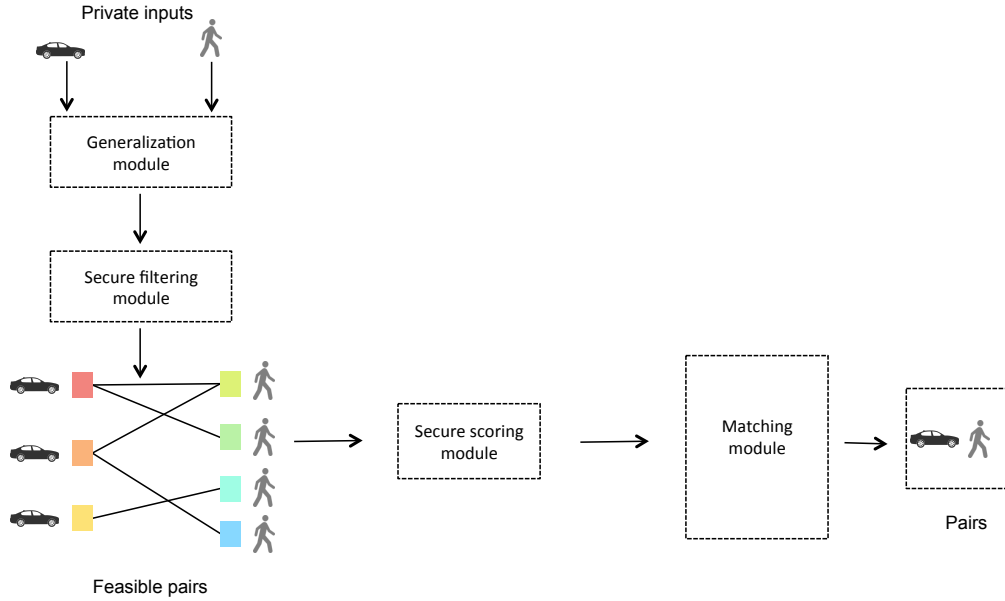 Private inputs
Generalization
module
Secure filtering
module
Feasible pairs
Secure scoring
module
Matching
module
Pairs